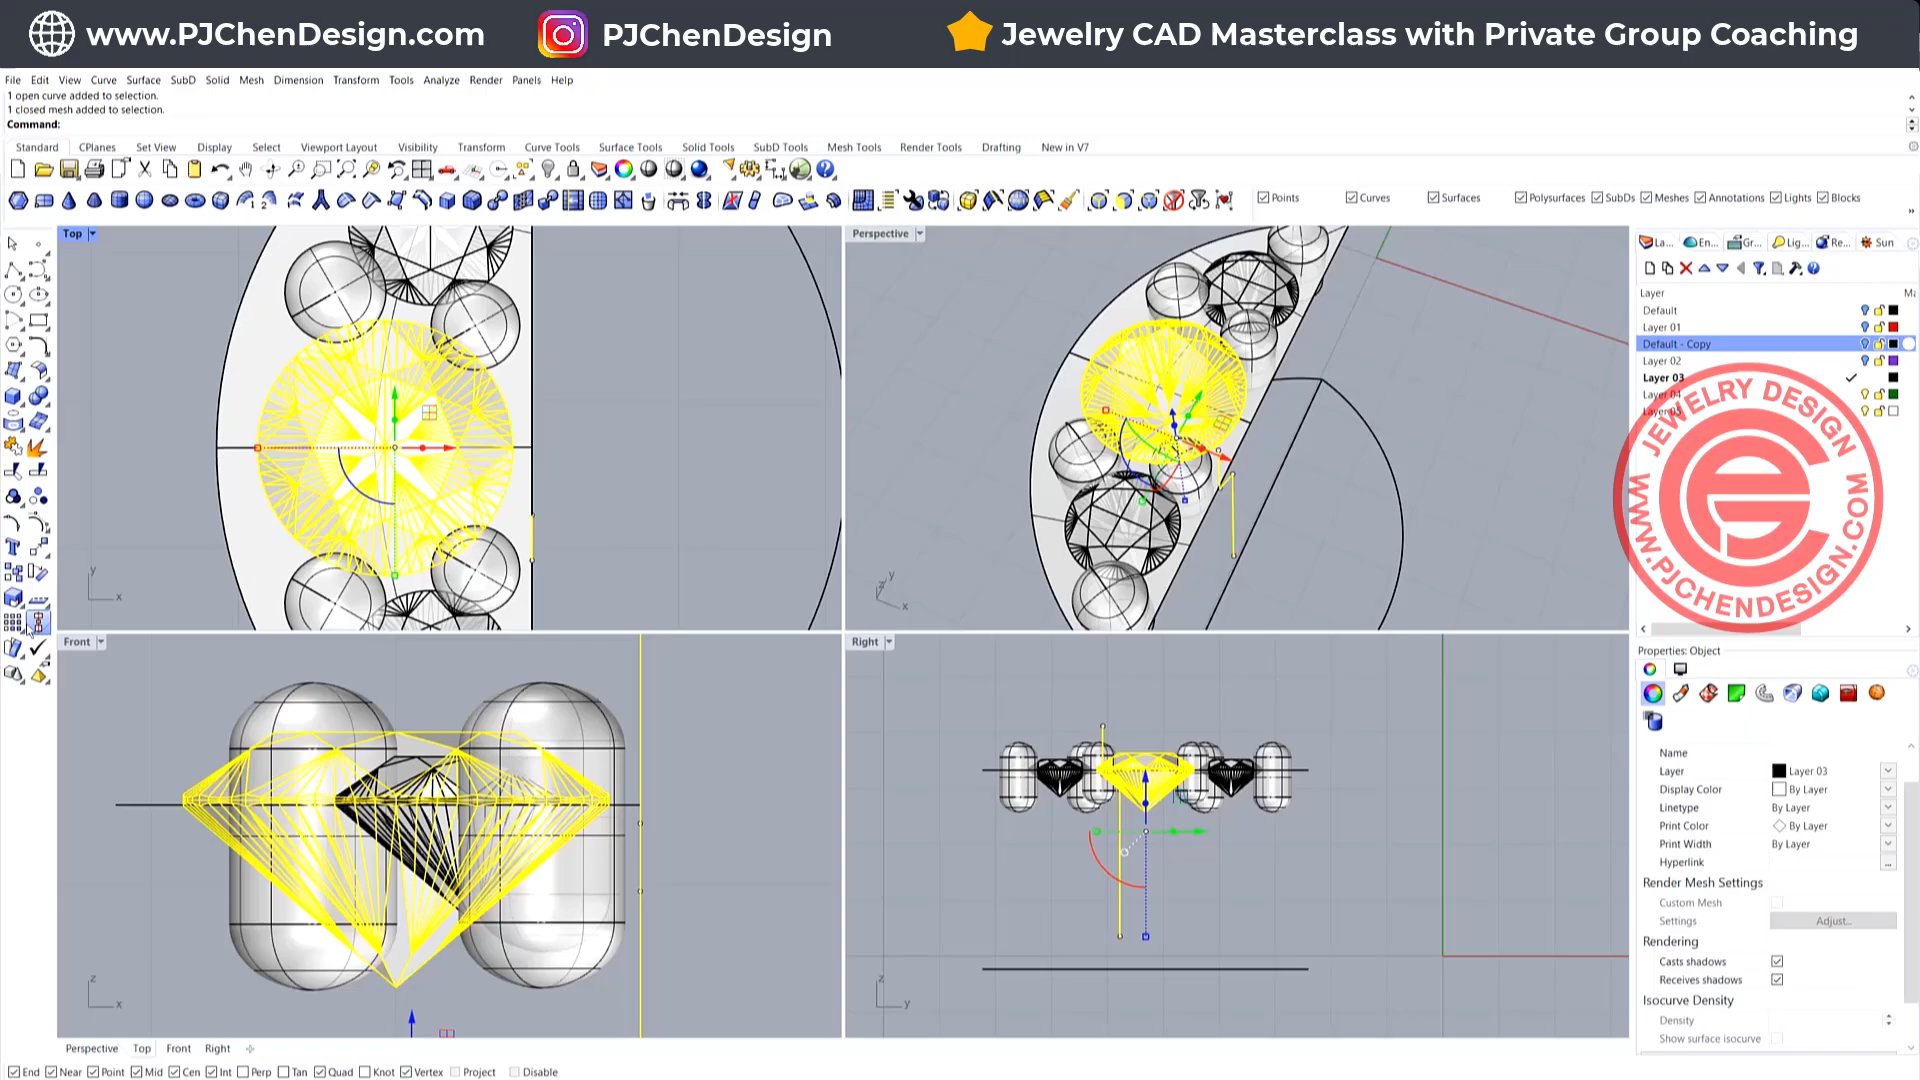 www.PJChenDesign.com PJChenDesign Jewelry CAD Masterclass with Private Group Coaching
File Edit View Curve Surface SubD Solid Mesh Dimension Transform Tools Analyze Render Panels Help
1 open curve added to selection.
1 closed mesh added to selection.
Command:
Standard CPlanes Set View Display Select Viewport Layout Visibility Transform Curve Tools Surface Tools Solid Tools SubD Tools Mesh Tools Render Tools Drafting New in V7
Points Curves Surfaces Polysurfaces SubDs Meshes Annotations Lights Blocks
Top
Perspective
La... En... Gr... Lig... Re... Sun
Layer
Default
Layer 01
Default - Copy
Layer 02
Layer 03
JEWELRY DESIGN
WWW.PJCHENDESIGN.COM
y
x
z
y
x
Front
Right
Properties: Object
Name
Layer Layer 03
Display Color By Layer
Linetype By Layer
Print Color By Layer
Print Width By Layer
Hyperlink ...
Render Mesh Settings
Custom Mesh
Settings Adjust...
Rendering
Casts shadows
Receives shadows
Isocurve Density
Density
Show surface isocurve
z
x
z
y
Perspective Top Front Right
End Near Point Mid Cen Int Perp Tan Quad Knot Vertex Project Disable